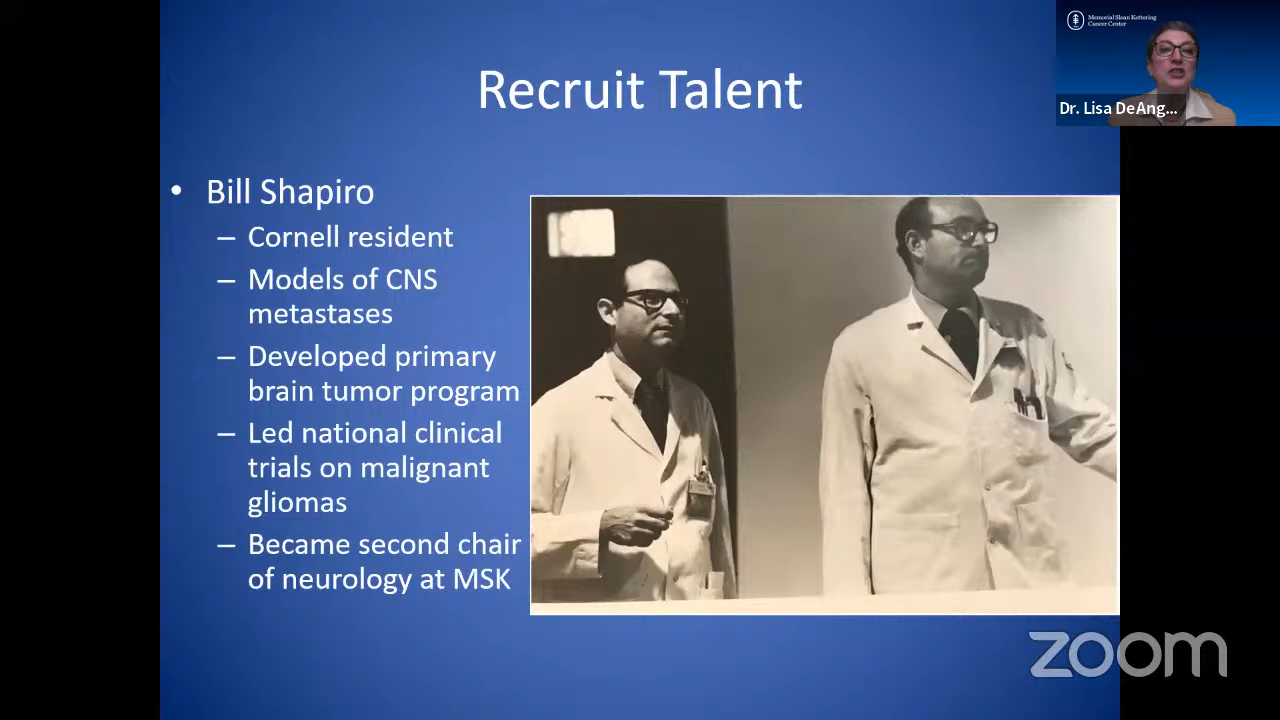 Memorial Sloan Kettering
Cancer Center
Dr. Lisa DeAng...
Recruit Talent
• Bill Shapiro
– Cornell resident
– Models of CNS
metastases
– Developed primary
brain tumor program
– Led national clinical
trials on malignant
gliomas
– Became second chair
of neurology at MSK
zoom